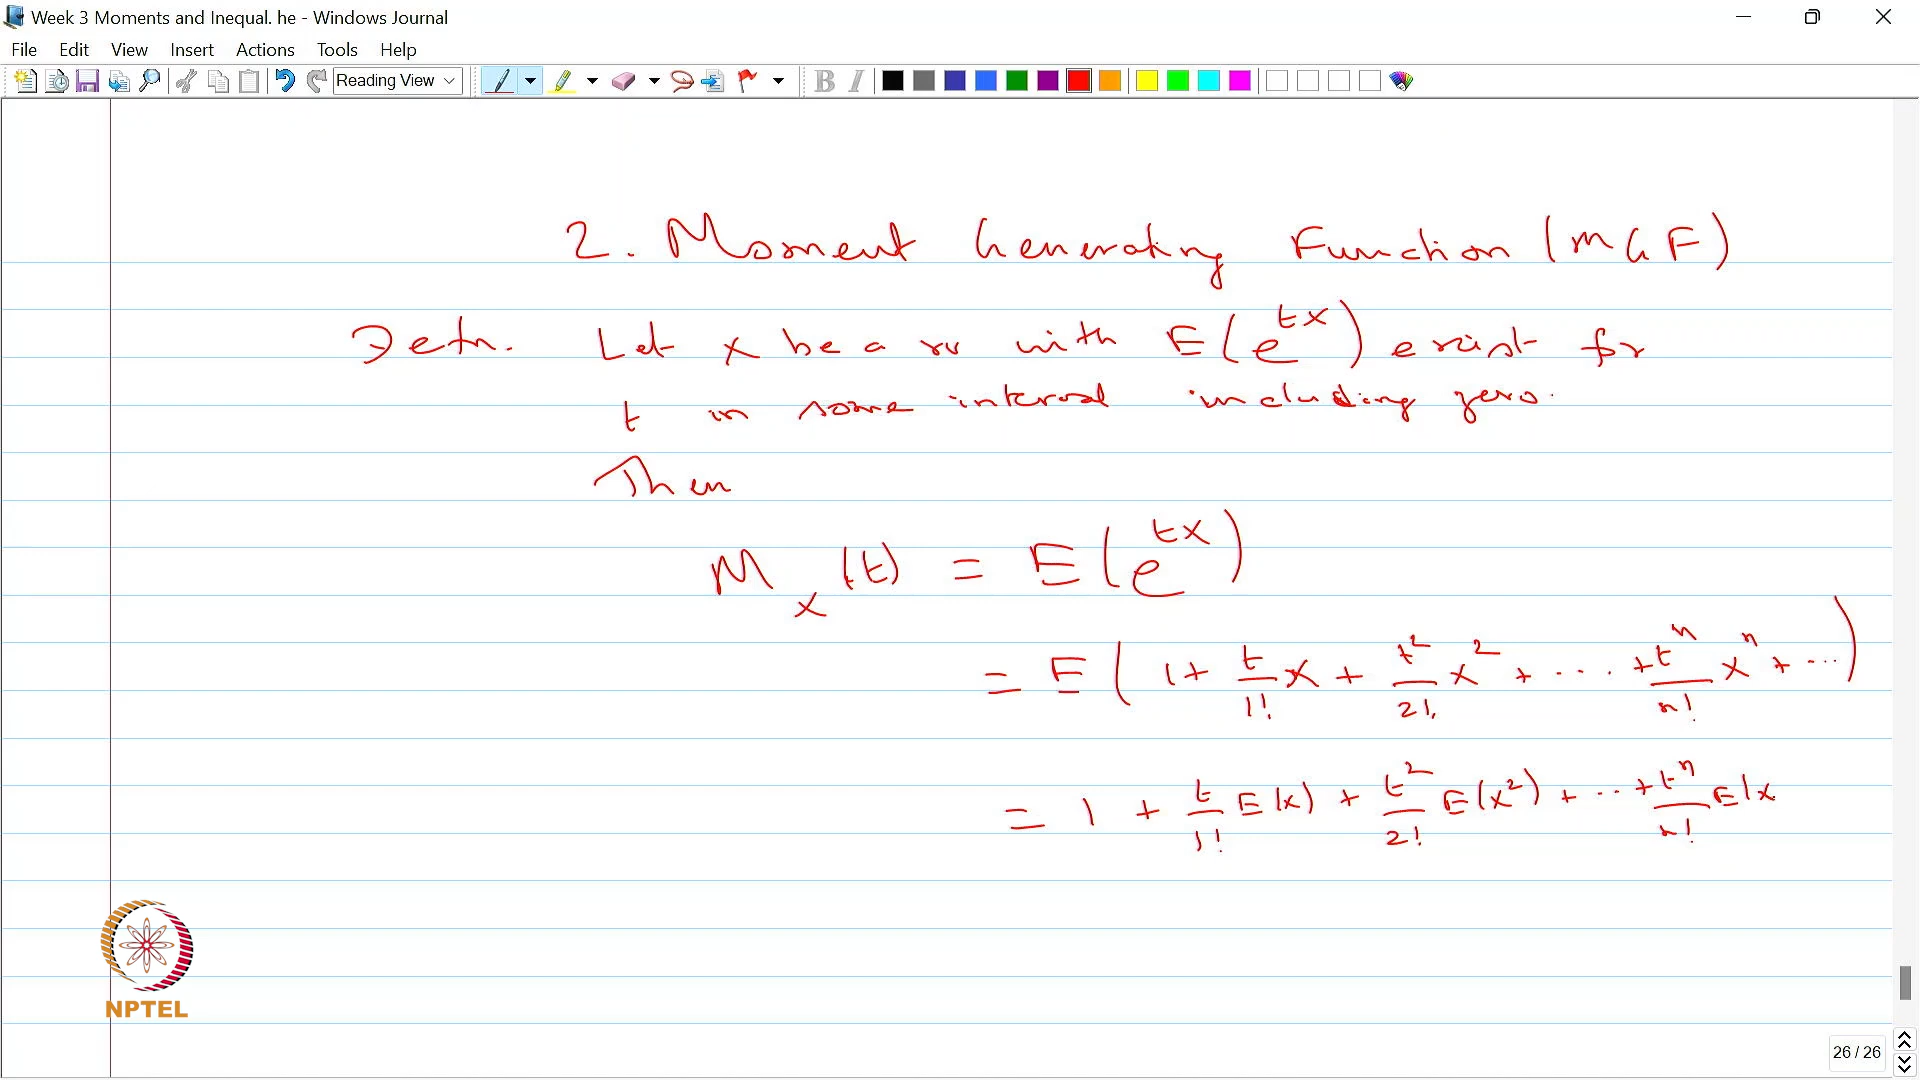 Week 3 Moments and Inequal. he - Windows Journal
File Edit View Insert Actions Tools Help
Reading View B I
2. Moment Generating Function (MGF)
Defn. Let X be a rv with E(e^{tX}) exist for
t in some interval including zero.
Then
M_X(t) = E(e^{tX})
= E(1 + t/1! X + t^2/2! X^2 + ... + t^n/n! X^n + ...)
= 1 + t/1! E(X) + t^2/2! E(X^2) + ... + t^n/n! E(X
NPTEL
26 / 26